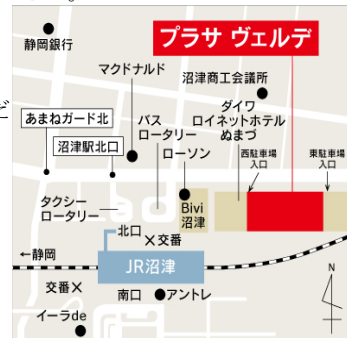 静岡銀行
プラサ ヴェルデ
マクドナルド
沼津商工会議所
ど
あまねガード北
バス
ロータリー
ダイワ
ロイネットホテル
ぬまづ
沼津駅北口
ローソン
西駐車場
入口
東駐車場
入口
タクシー
ロータリー
Bivi
沼津
北口
交番
←静岡
JR沼津
N
交番
南口
アントレ
イーラde